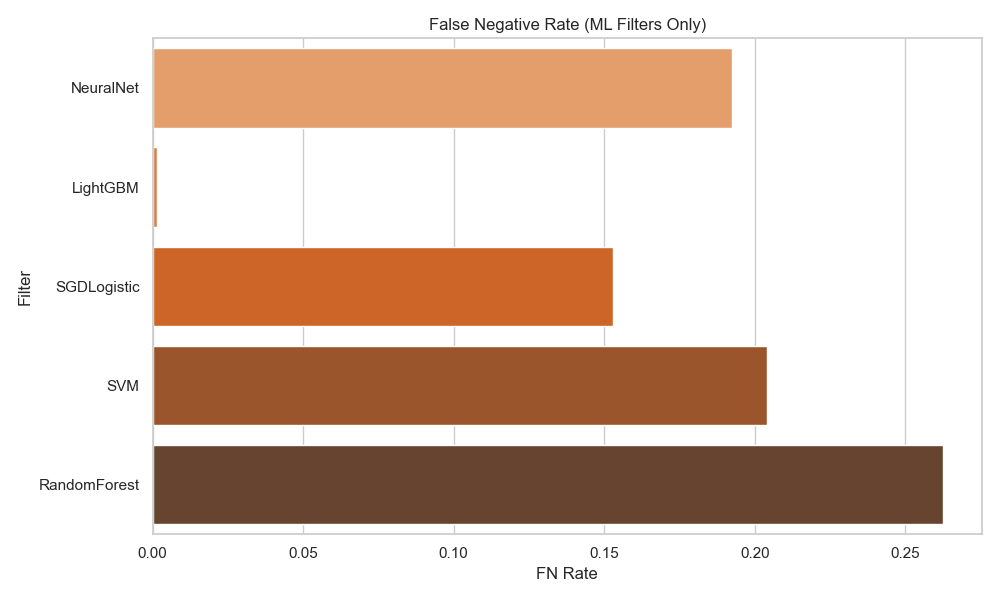 False Negative Rate (ML Filters Only)
NeuralNet
LightGBM
SGDLogistic
SVM
RandomForest
Filter
0.00 0.05 0.10 0.15 0.20 0.25
FN Rate